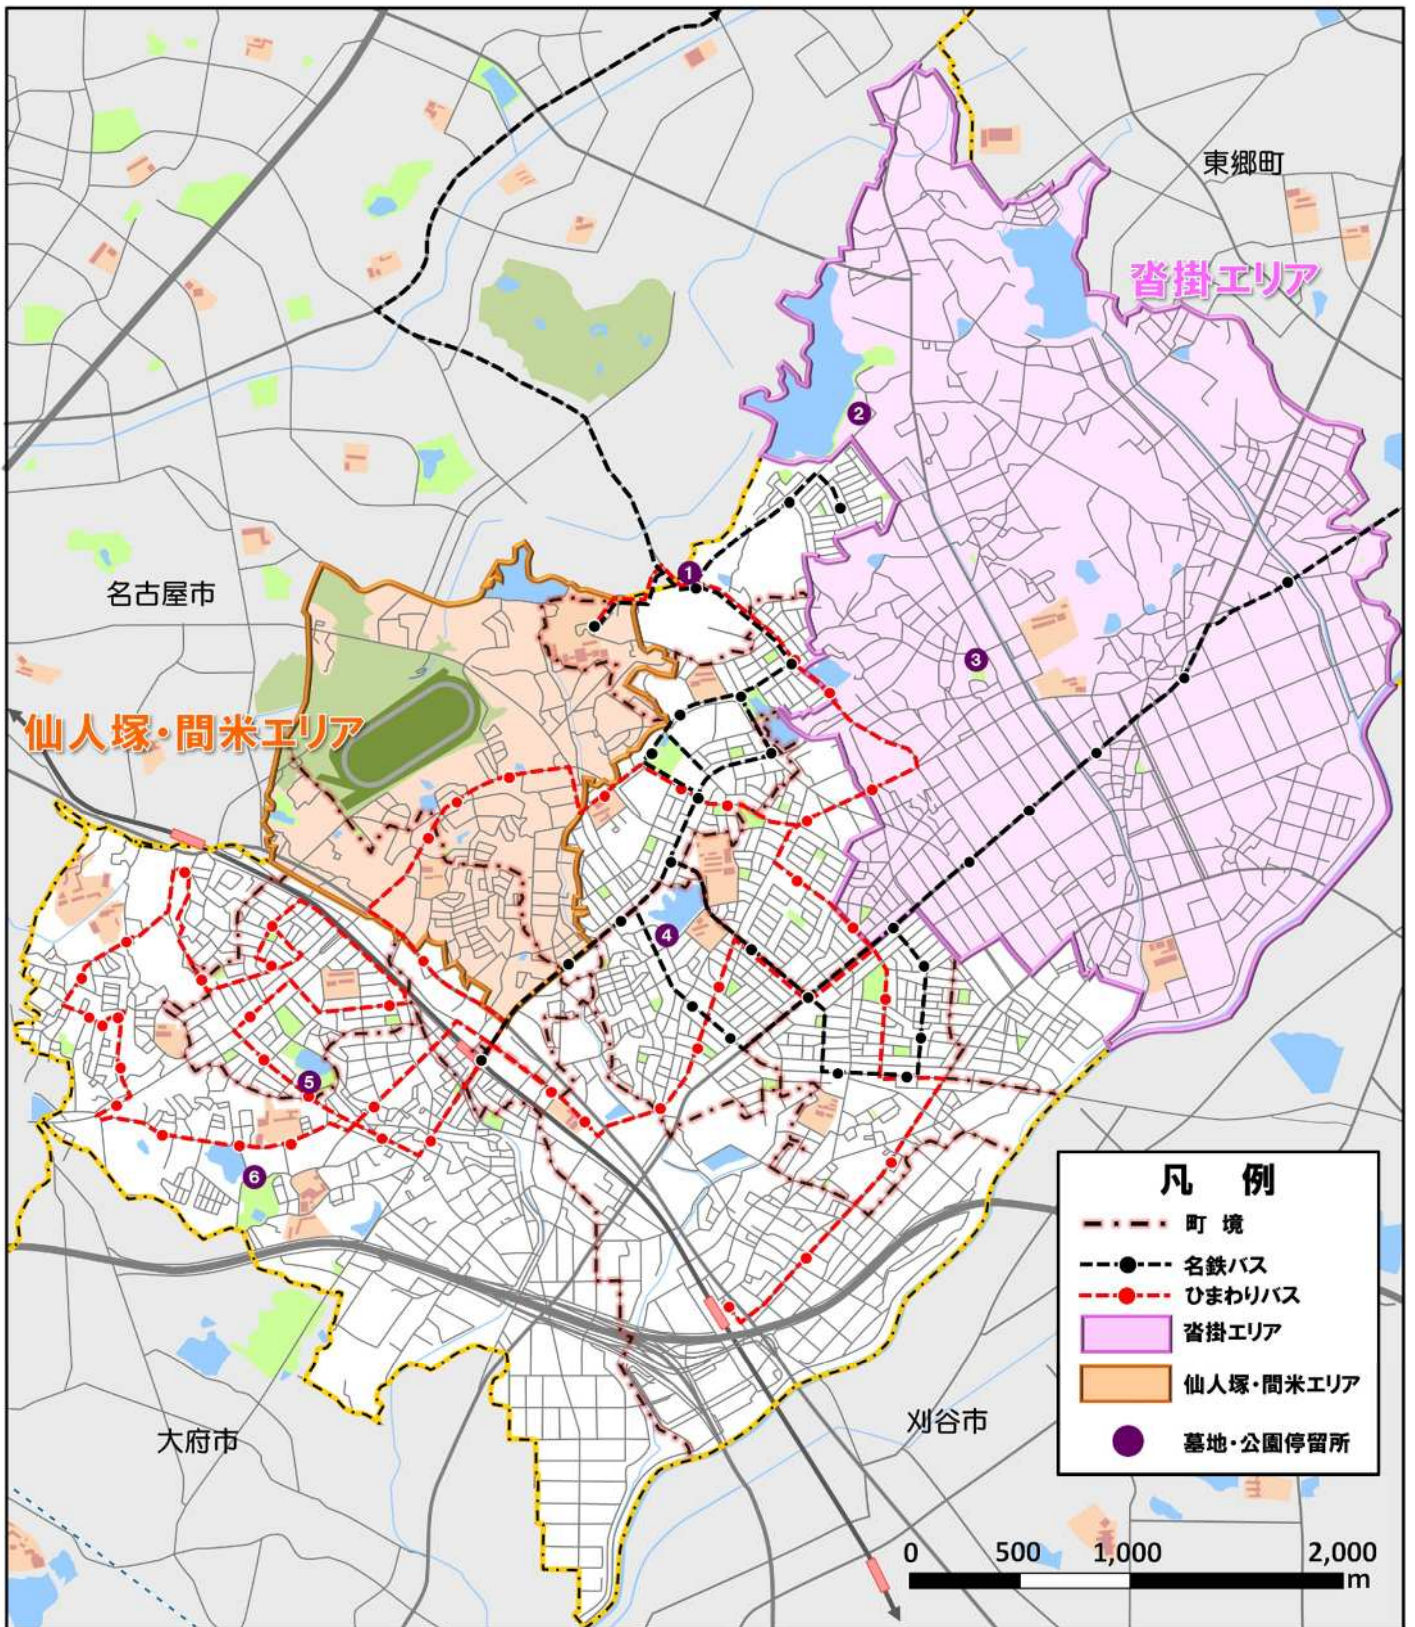 東郷町
沓掛エリア
2
1
名古屋市
3
仙人塚・間米エリア
4
5
6
凡 例
町 境
名鉄バス
ひまわりバス
沓掛エリア
仙人塚・間米エリア
墓地・公園停留所
刈谷市
大府市
0 500 1,000 2,000
m